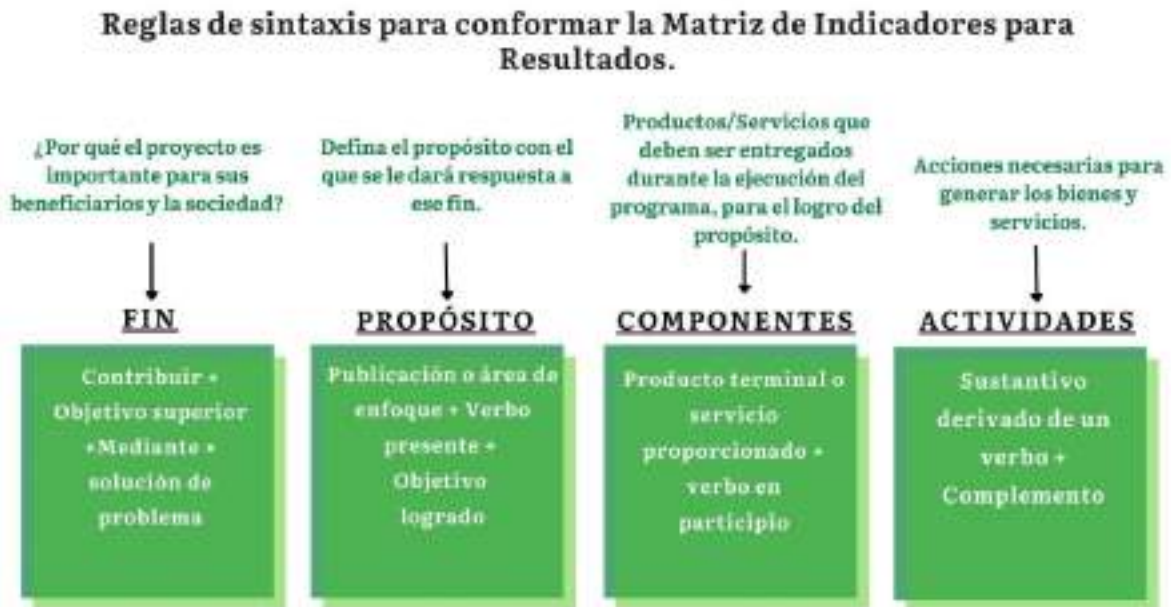 Reglas de sintaxis para conformar la Matriz de Indicadores para
Resultados.
¿Por qué el proyecto es
importante para sus
beneficiarios y la sociedad?
FIN
Contribuir +
Objetivo superior
+Mediante +
solución de
problema
Defina el propósito con el
que se le dará respuesta a
ese fin.
PROPÓSITO
Publicación o área de
enfoque + Verbo
presente +
Objetivo
logrado
Productos/Servicios que
deben ser entregados
durante la ejecución del
programa, para el logro del
propósito.
COMPONENTES
Producto terminal o
servicio
proporcionado +
verbo en
participio
Acciones necesarias para
generar los bienes y
servicios.
ACTIVIDADES
Sustantivo
derivado de un
verbo +
Complemento